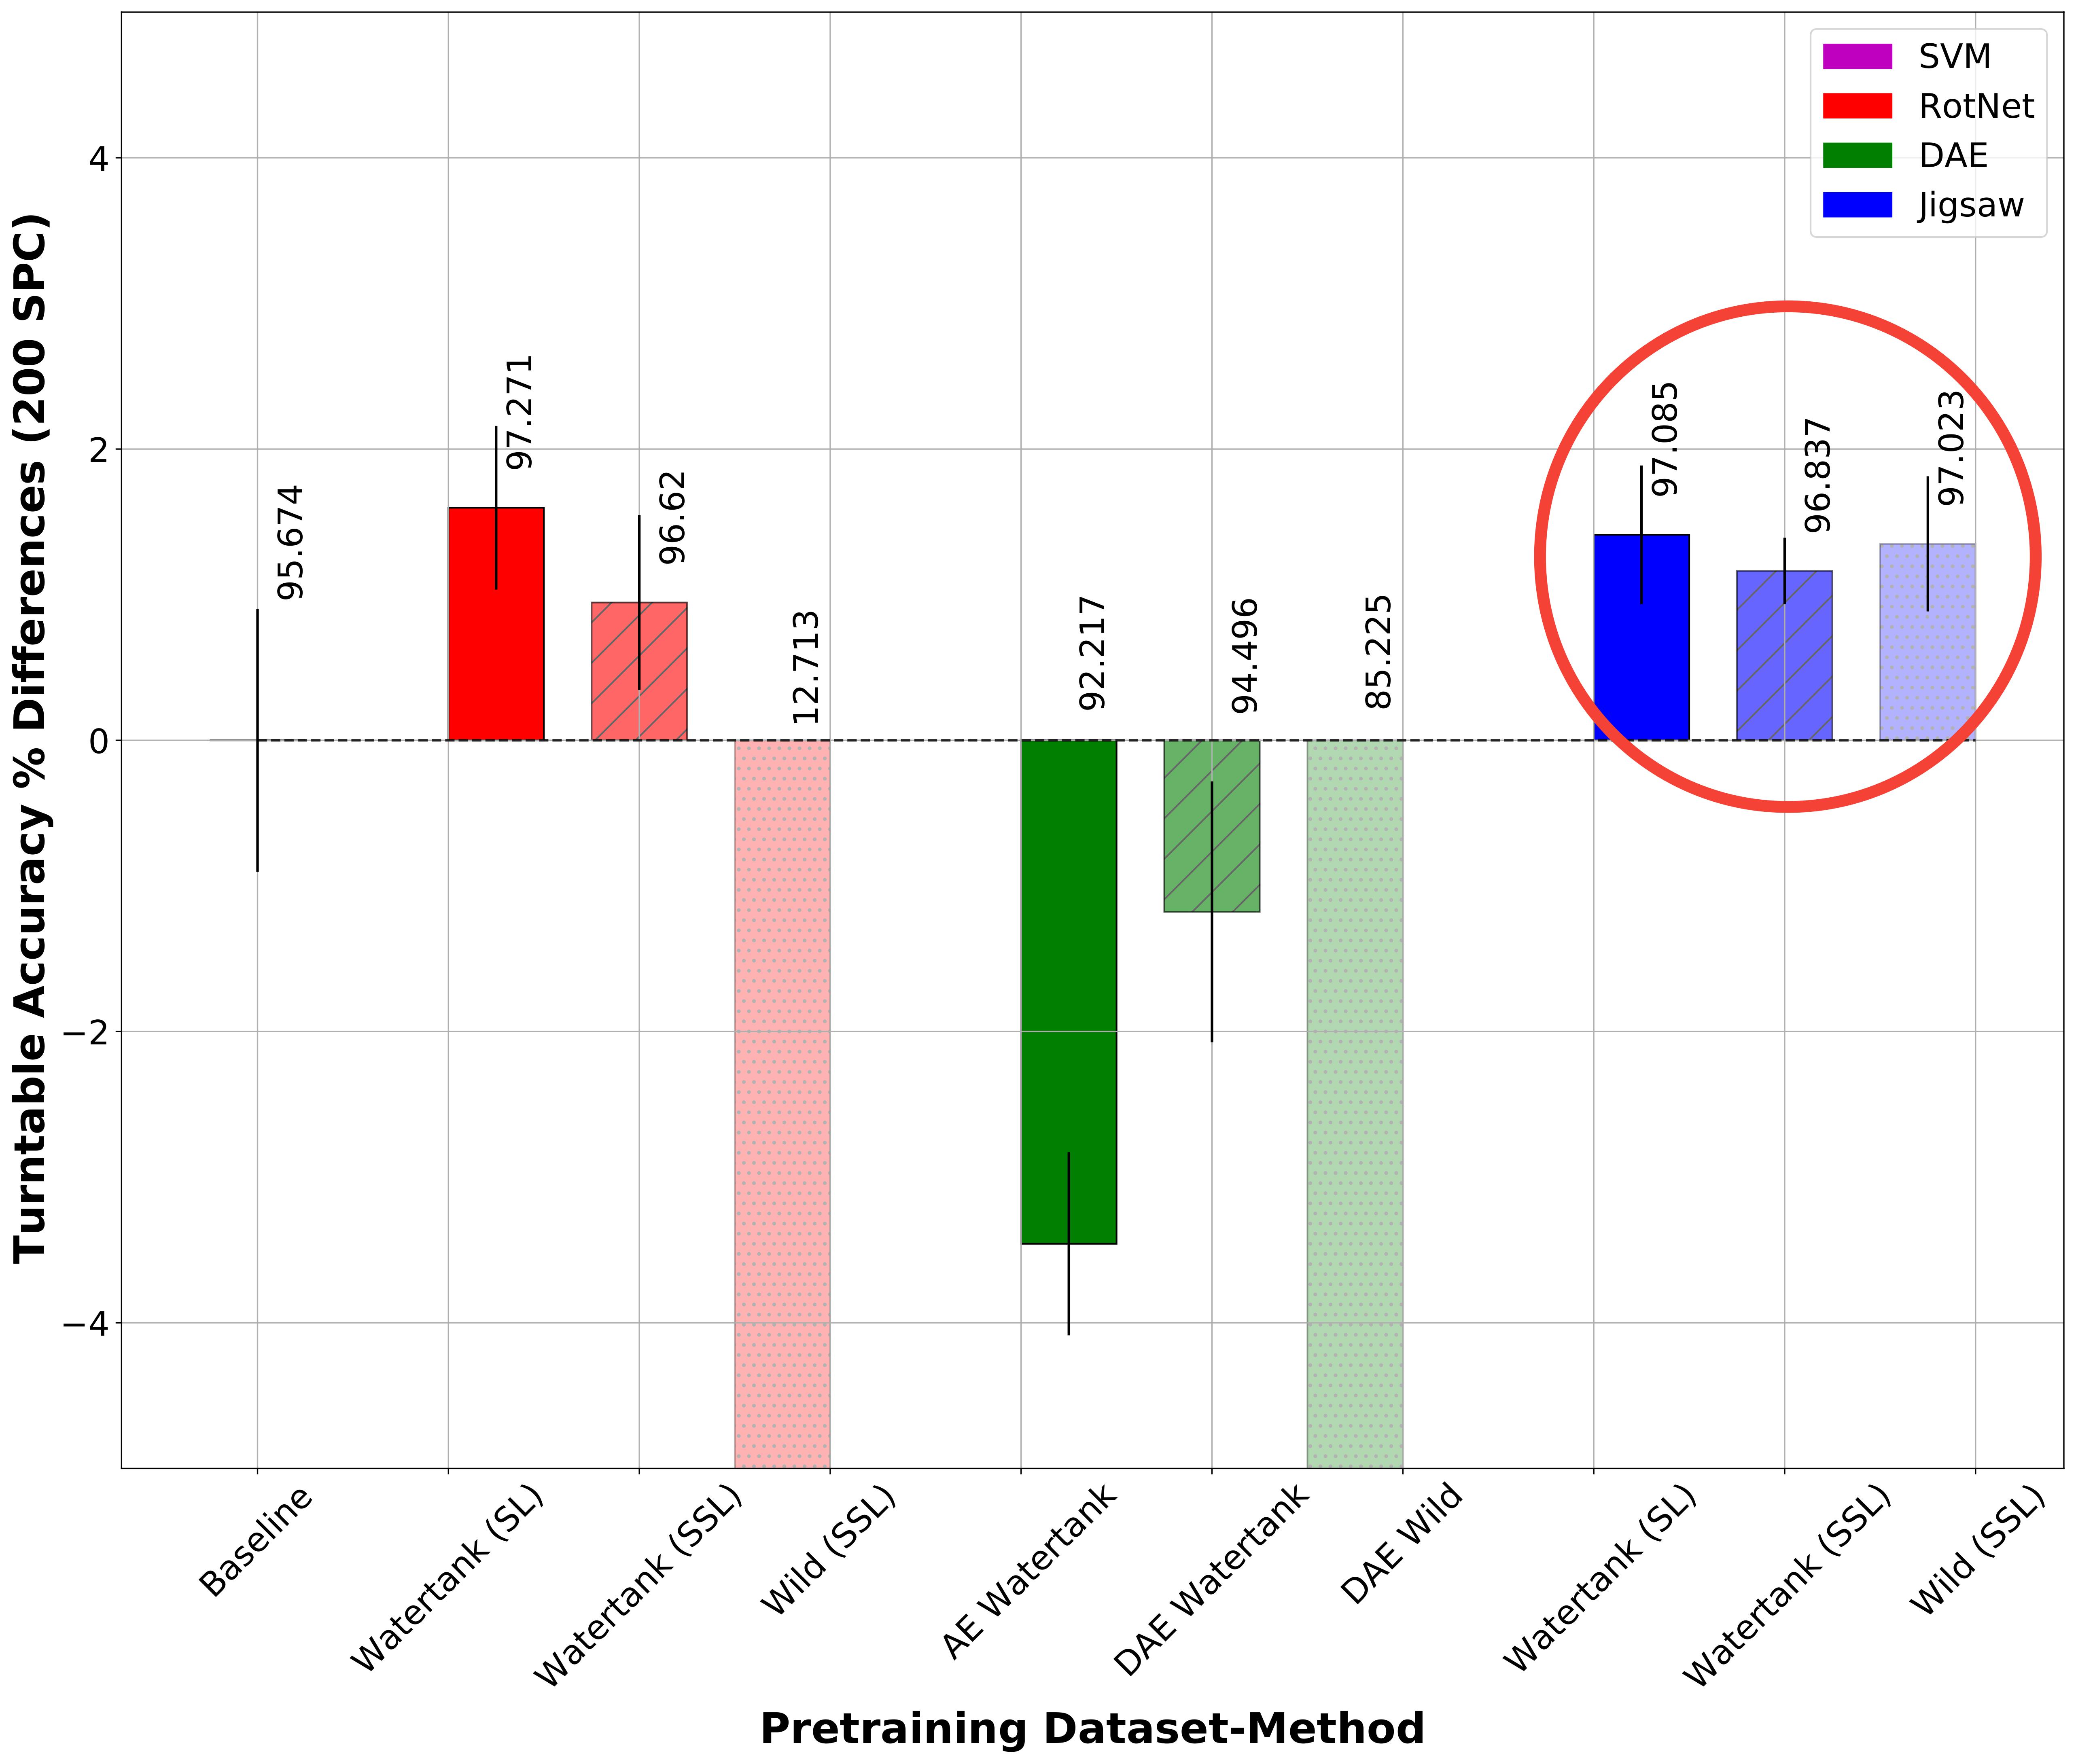 SVM
RotNet
DAE
Jigsaw
Turntable Accuracy % Differences (200 SPC)
4
2
0
−2
−4
95.674
97.271
96.62
12.713
92.217
94.496
85.225
97.085
96.837
97.023
Baseline
Watertank (SL)
Watertank (SSL)
Wild (SSL)
AE Watertank
DAE Watertank
DAE Wild
Watertank (SL)
Watertank (SSL)
Wild (SSL)
Pretraining Dataset-Method